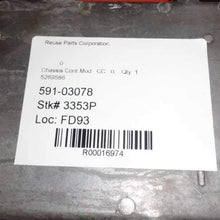 Reuse Parts Corporation
0
Chassis Cont Mod CC 0 Qty 1
5269586
591-03078
Stk# 3353P
Loc: FD93
R00016974